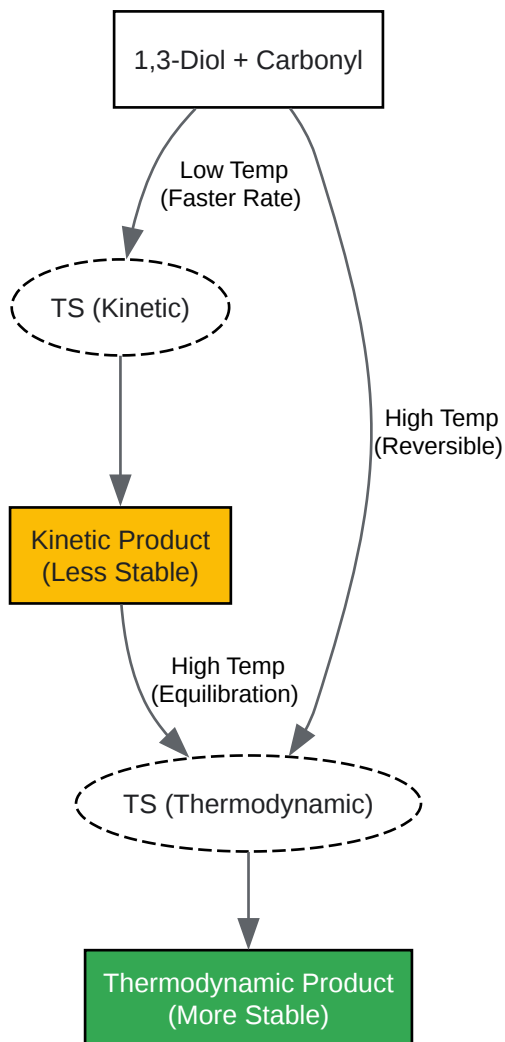 1,3-Diol + Carbonyl
Low Temp
(Faster Rate)
TS (Kinetic)
High Temp
(Reversible)
Kinetic Product
(Less Stable)
High Temp
(Equilibration)
TS (Thermodynamic)
Thermodynamic Product
(More Stable)